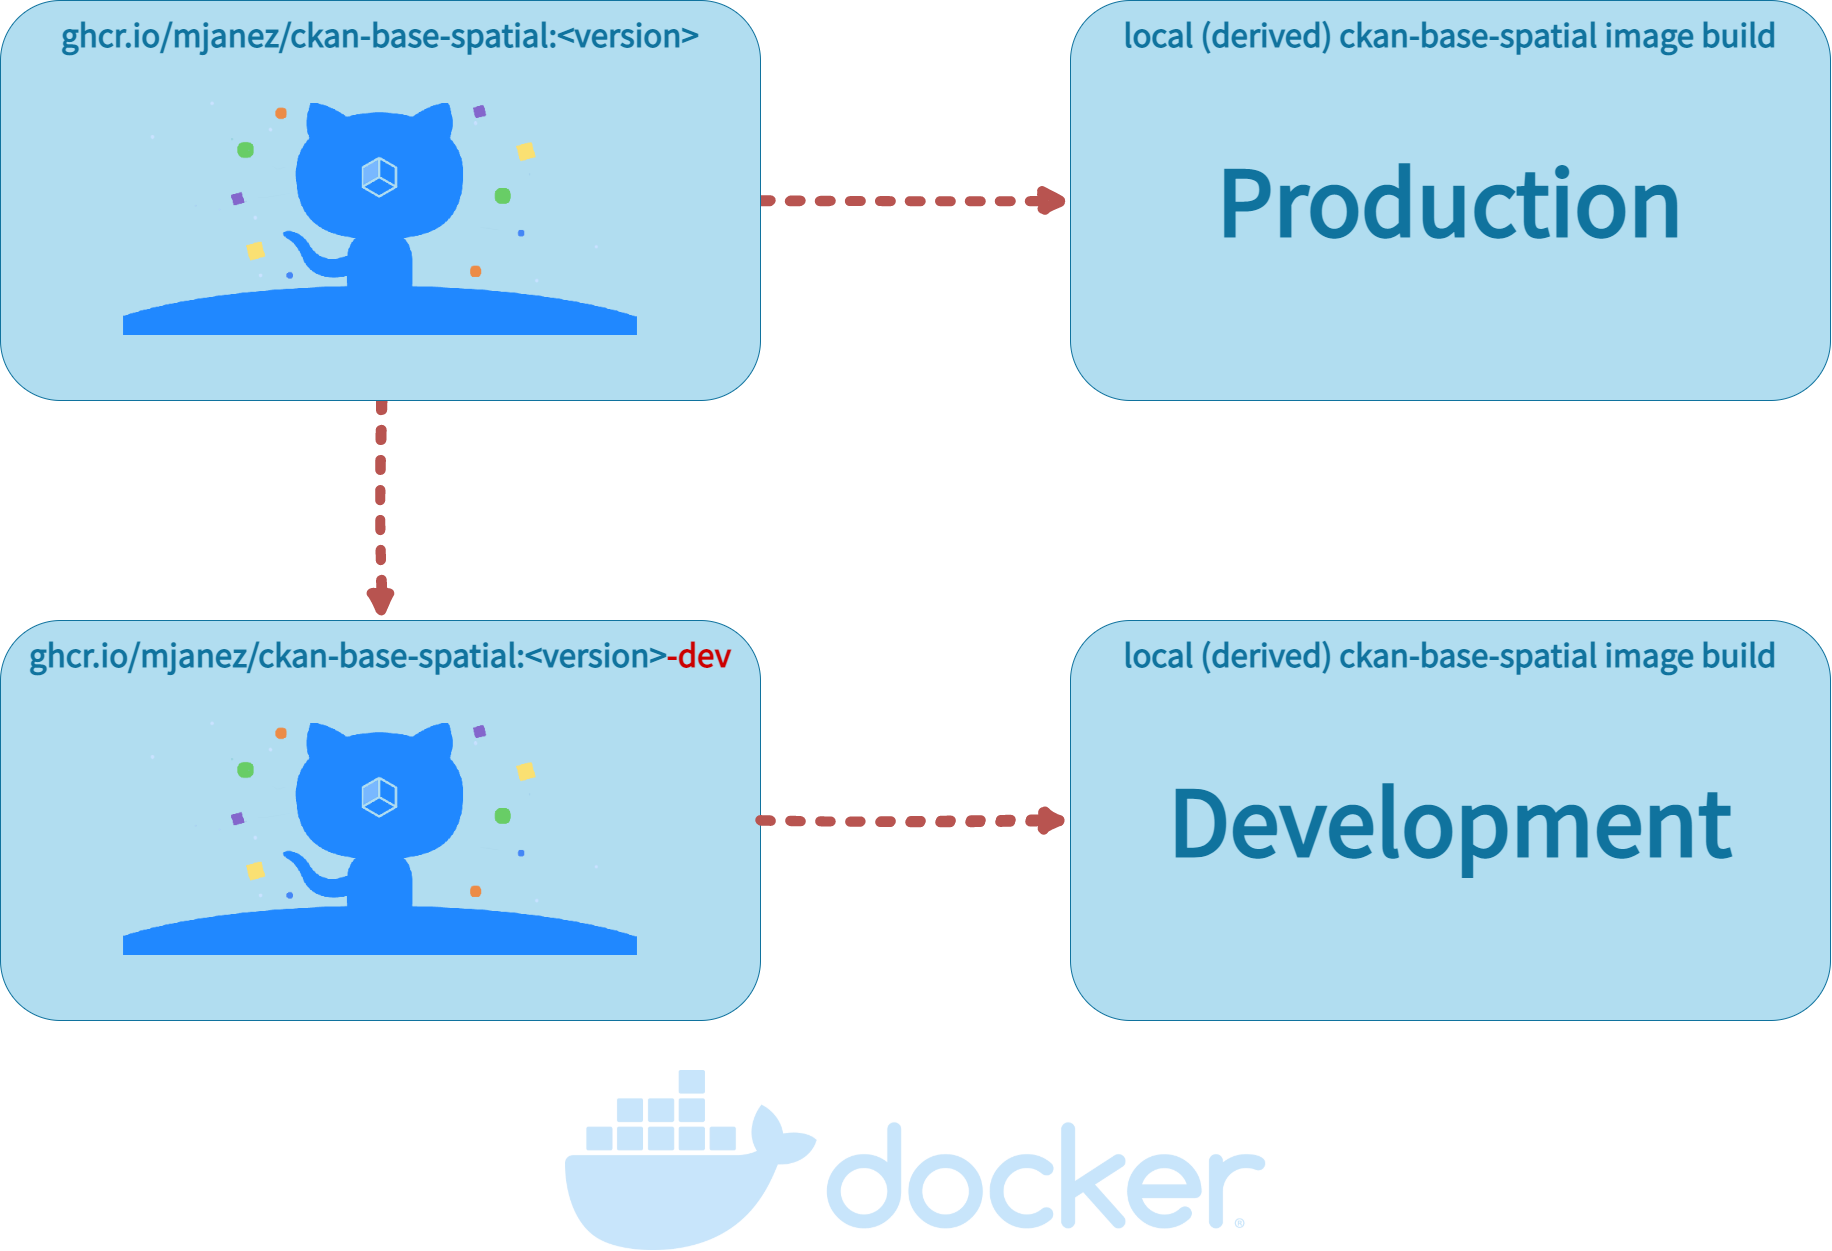 ghcr.io/mjanez/ckan-base-spatial:<version>
local (derived) ckan-base-spatial image build
Production
ghcr.io/mjanez/ckan-base-spatial:<version>-dev
local (derived) ckan-base-spatial image build
Development
docker®